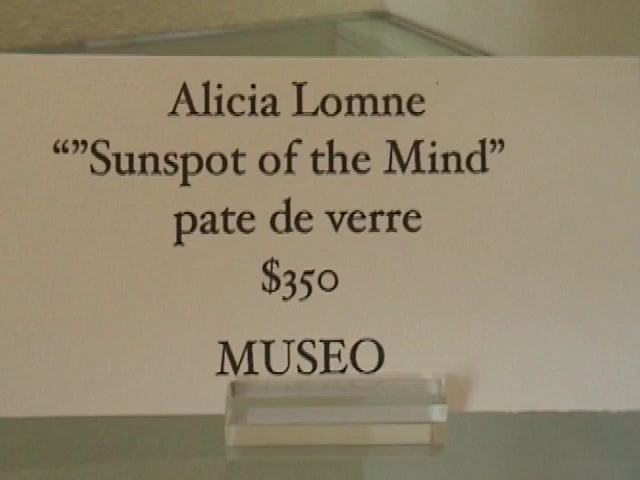 Alicia Lomne
“”Sunspot of the Mind”
pate de verre
$350
MUSEO